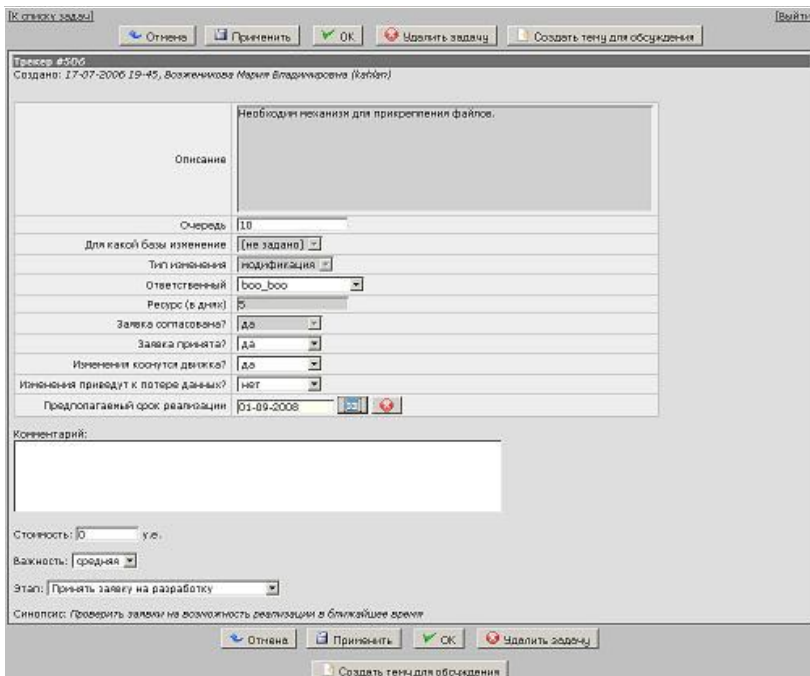 [К списку задач] [Выйти
Отмена Применить OK Удалить задачу Создать тему для обсуждения
Трекер #506
Создано: 17-07-2006 19-45, Возженикова Мария Владимировна (kahlan)
Необходим механизм для прикрепления файлов.
Описание
Очередь 10
Для какой базы изменение [не задано]
Тип изменения модификация
Ответственный boo_boo
Ресурс (в днях) 5
Заявка согласована? да
Заявка принята? да
Изменения коснутся движка? да
Изменения приведут к потере данных? нет
Предполагаемый срок реализации 01-09-2008
Комментарий:
Стоимость: 0 у.е.
Важность: средняя
Этап: Принять заявку на разработку
Синопсис: Проверить заявки на возможность реализации в ближайшее время
Отмена Применить OK Удалить задачу
Создать тему для обсуждения